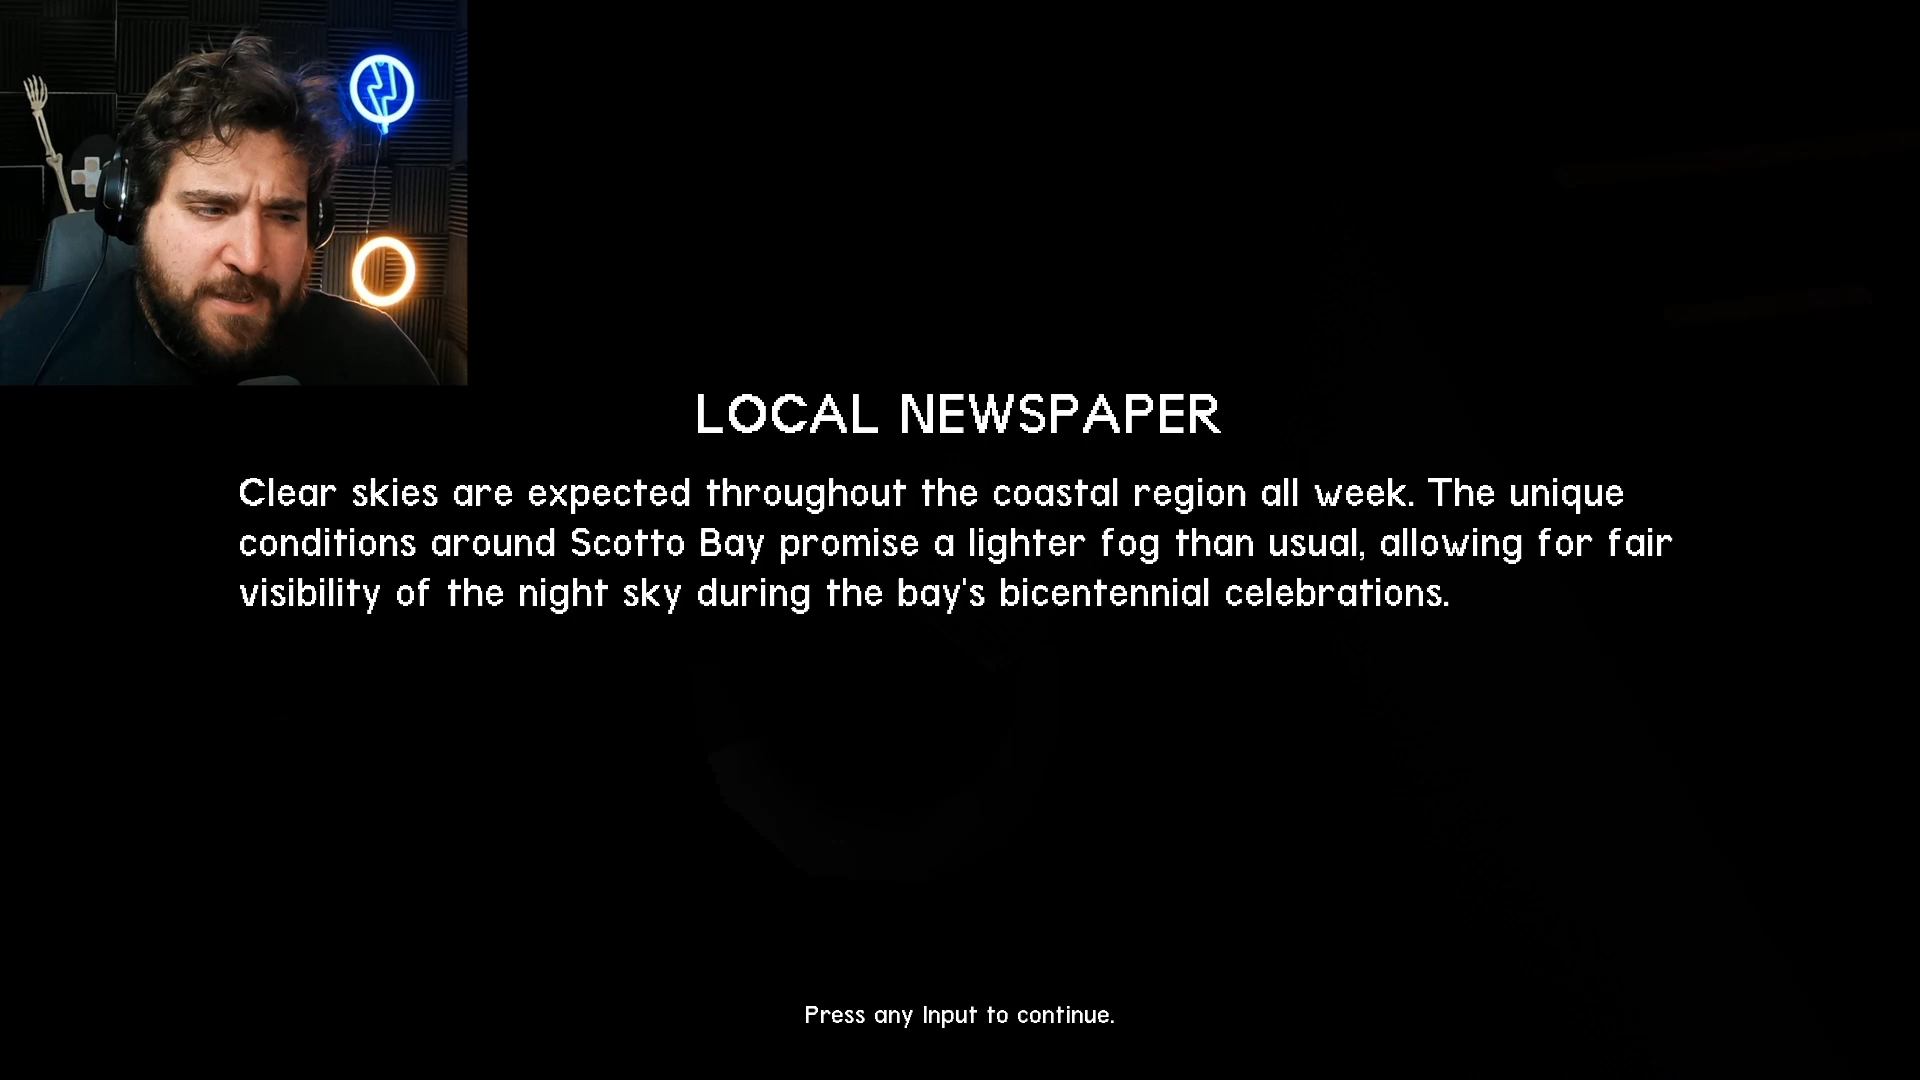 LOCAL NEWSPAPER
Clear skies are expected throughout the coastal region all week. The unique
conditions around Scotto Bay promise a lighter fog than usual, allowing for fair
visibility of the night sky during the bay's bicentennial celebrations.
Press any Input to continue.